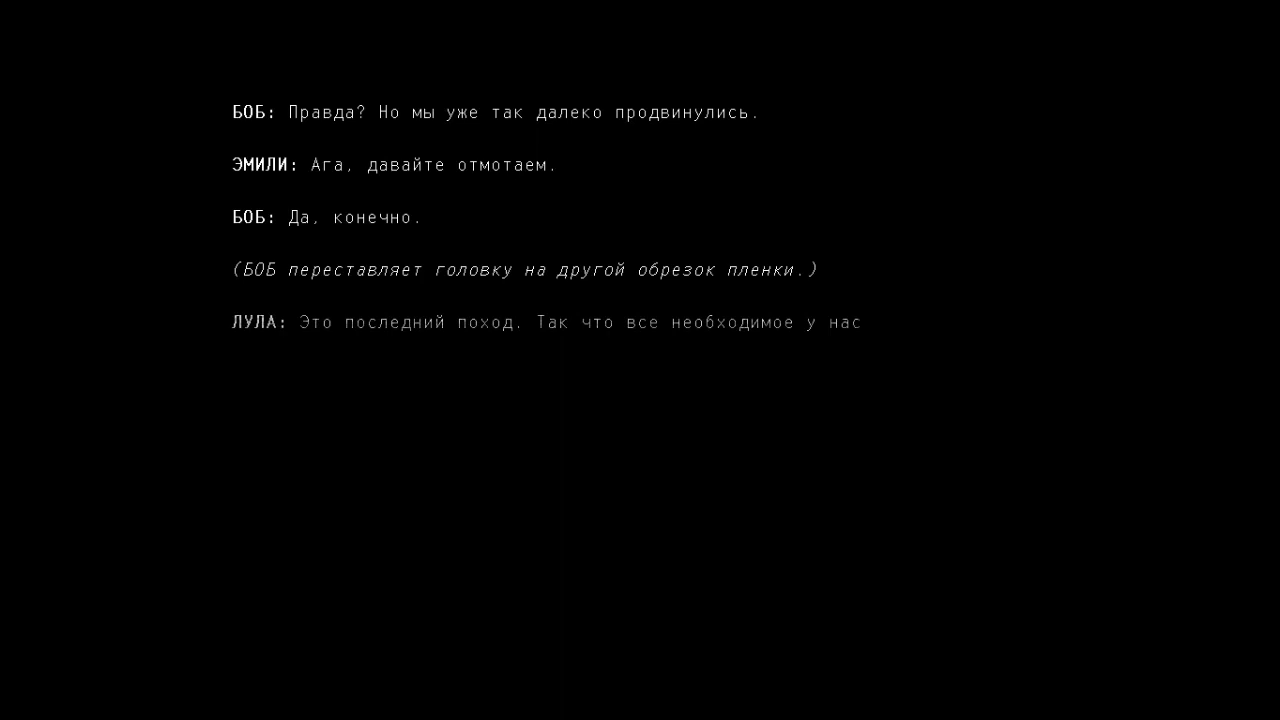 БОБ: Правда? Но мы уже так далеко продвинулись.
ЭМИЛИ: Ага, давайте отмотаем.
БОБ: Да, конечно.
(БОБ переставляет головку на другой обрезок пленки.)
ЛУЛА: Это последний поход. Так что все необходимое у нас